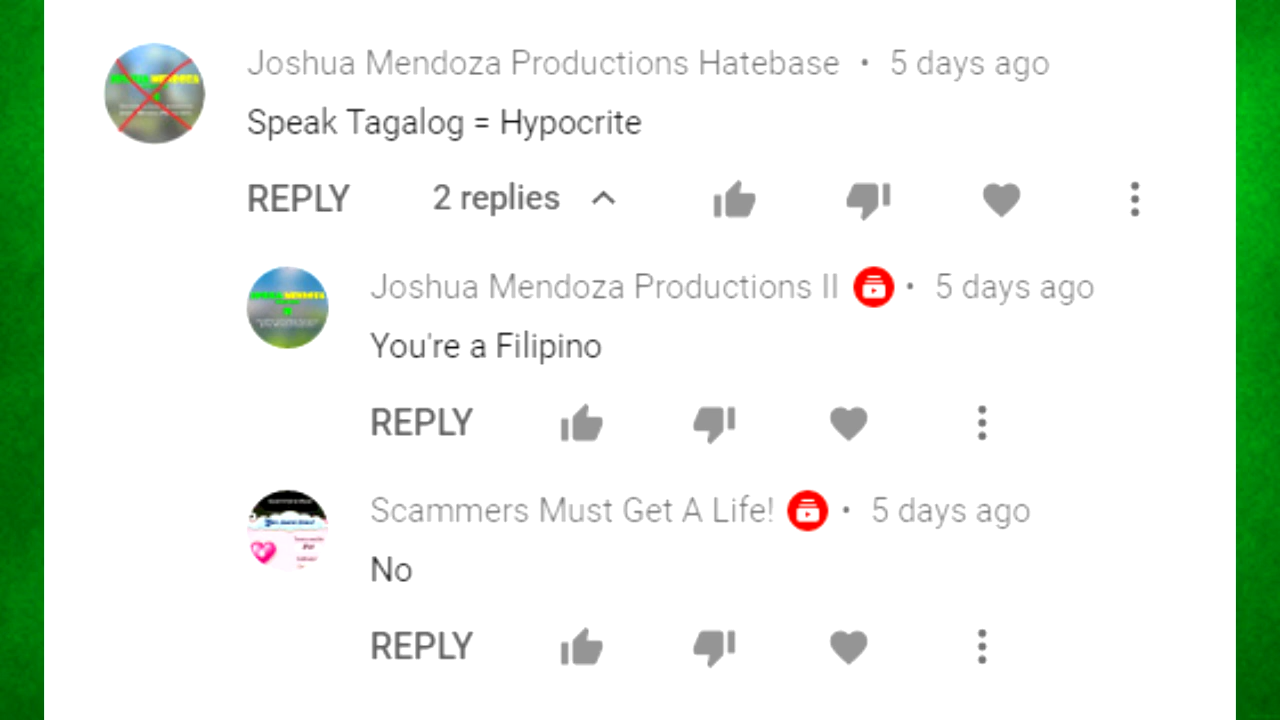 Joshua Mendoza Productions Hatebase • 5 days ago
Speak Tagalog = Hypocrite
REPLY 2 replies
Joshua Mendoza Productions II • 5 days ago
You're a Filipino
REPLY
Scammers Must Get A Life! • 5 days ago
No
REPLY